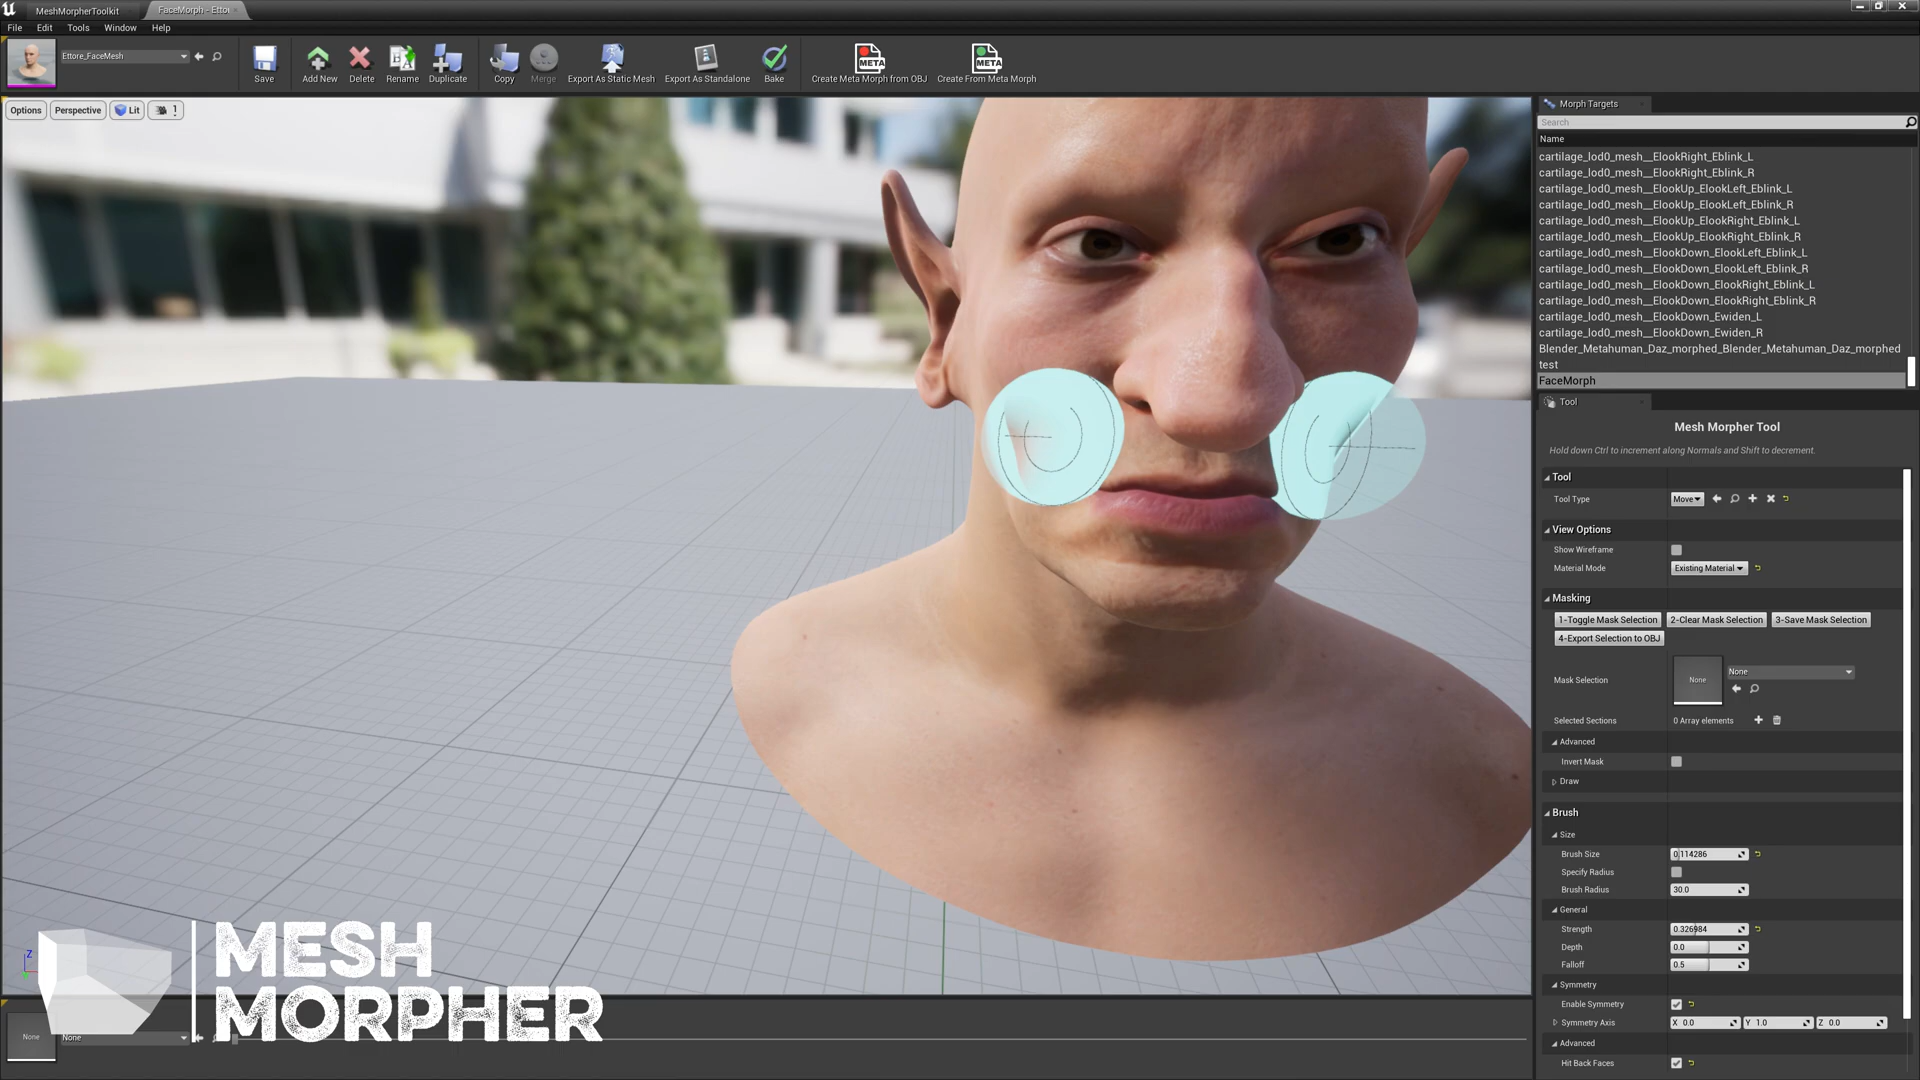 MeshMorpherToolkit
FaceMorph - Etto
File Edit Tools Window Help
Ettore_FaceMesh
Save
Add New
Delete
Rename
Duplicate
Copy
Merge
Export As Static Mesh
Export As Standalone
Bake
META
Create Meta Morph from OBJ
META
Create From Meta Morph
Options
Perspective
Lit
1
Morph Targets
Search
Name
cartilage_lod0_mesh__ElookRight_Eblink_L
cartilage_lod0_mesh__ElookRight_Eblink_R
cartilage_lod0_mesh__ElookUp_ElookLeft_Eblink_L
cartilage_lod0_mesh__ElookUp_ElookLeft_Eblink_R
cartilage_lod0_mesh__ElookUp_ElookRight_Eblink_L
cartilage_lod0_mesh__ElookUp_ElookRight_Eblink_R
cartilage_lod0_mesh__ElookDown_ElookLeft_Eblink_L
cartilage_lod0_mesh__ElookDown_ElookLeft_Eblink_R
cartilage_lod0_mesh__ElookDown_ElookRight_Eblink_L
cartilage_lod0_mesh__ElookDown_ElookRight_Eblink_R
cartilage_lod0_mesh__ElookDown_Ewiden_L
cartilage_lod0_mesh__ElookDown_Ewiden_R
Blender_Metahuman_Daz_morphed_Blender_Metahuman_Daz_morphed
test
FaceMorph
Tool
Mesh Morpher Tool
Hold down Ctrl to increment along Normals and Shift to decrement.
Tool
Tool Type Move
View Options
Show Wireframe
Material Mode Existing Material
Masking
1-Toggle Mask Selection 2-Clear Mask Selection 3-Save Mask Selection
4-Export Selection to OBJ
Mask Selection None None
Selected Sections 0 Array elements
Advanced
Invert Mask
Draw
Brush
Size
Brush Size 0.114286
Specify Radius
Brush Radius 30.0
General
Strength 0.326984
Depth 0.0
Falloff 0.5
Symmetry
Enable Symmetry
Symmetry Axis X 0.0 Y 1.0 Z 0.0
Advanced
Hit Back Faces
Z
MESH
MORPHER
None
None